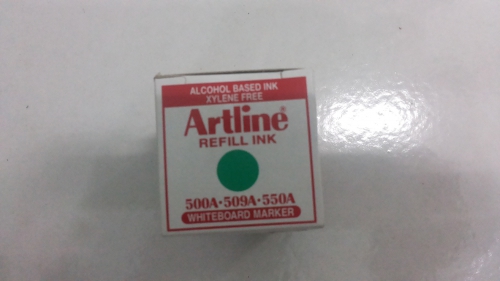 ALCOHOL BASED INK
XYLENE FREE
Artline®
REFILL INK
500A·509A·550A
WHITEBOARD MARKER